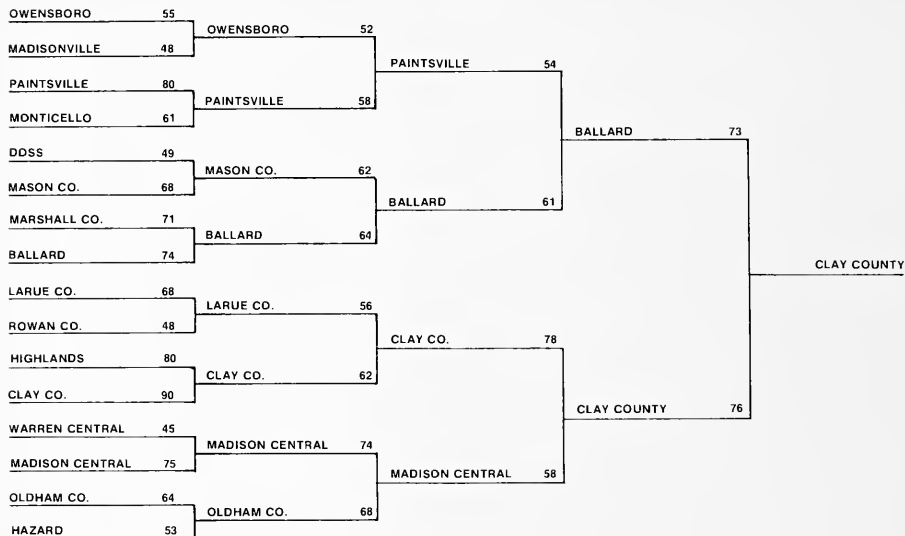 OWENSBORO 55
MADISONVILLE 48
PAINTSVILLE 80
MONTICELLO 61
DOSS 49
MASON CO. 68
MARSHALL CO. 71
BALLARD 74
LARUE CO. 68
ROWAN CO. 48
HIGHLANDS 80
CLAY CO. 90
WARREN CENTRAL 45
MADISON CENTRAL 75
OLDHAM CO. 64
HAZARD 53
OWENSBORO 52
PAINTSVILLE 58
MASON CO. 62
BALLARD 64
LARUE CO. 56
CLAY CO. 62
MADISON CENTRAL 74
OLDHAM CO. 68
PAINTSVILLE 54
BALLARD 61
CLAY CO. 78
MADISON CENTRAL 58
BALLARD 73
CLAY COUNTY 76
CLAY COUNTY